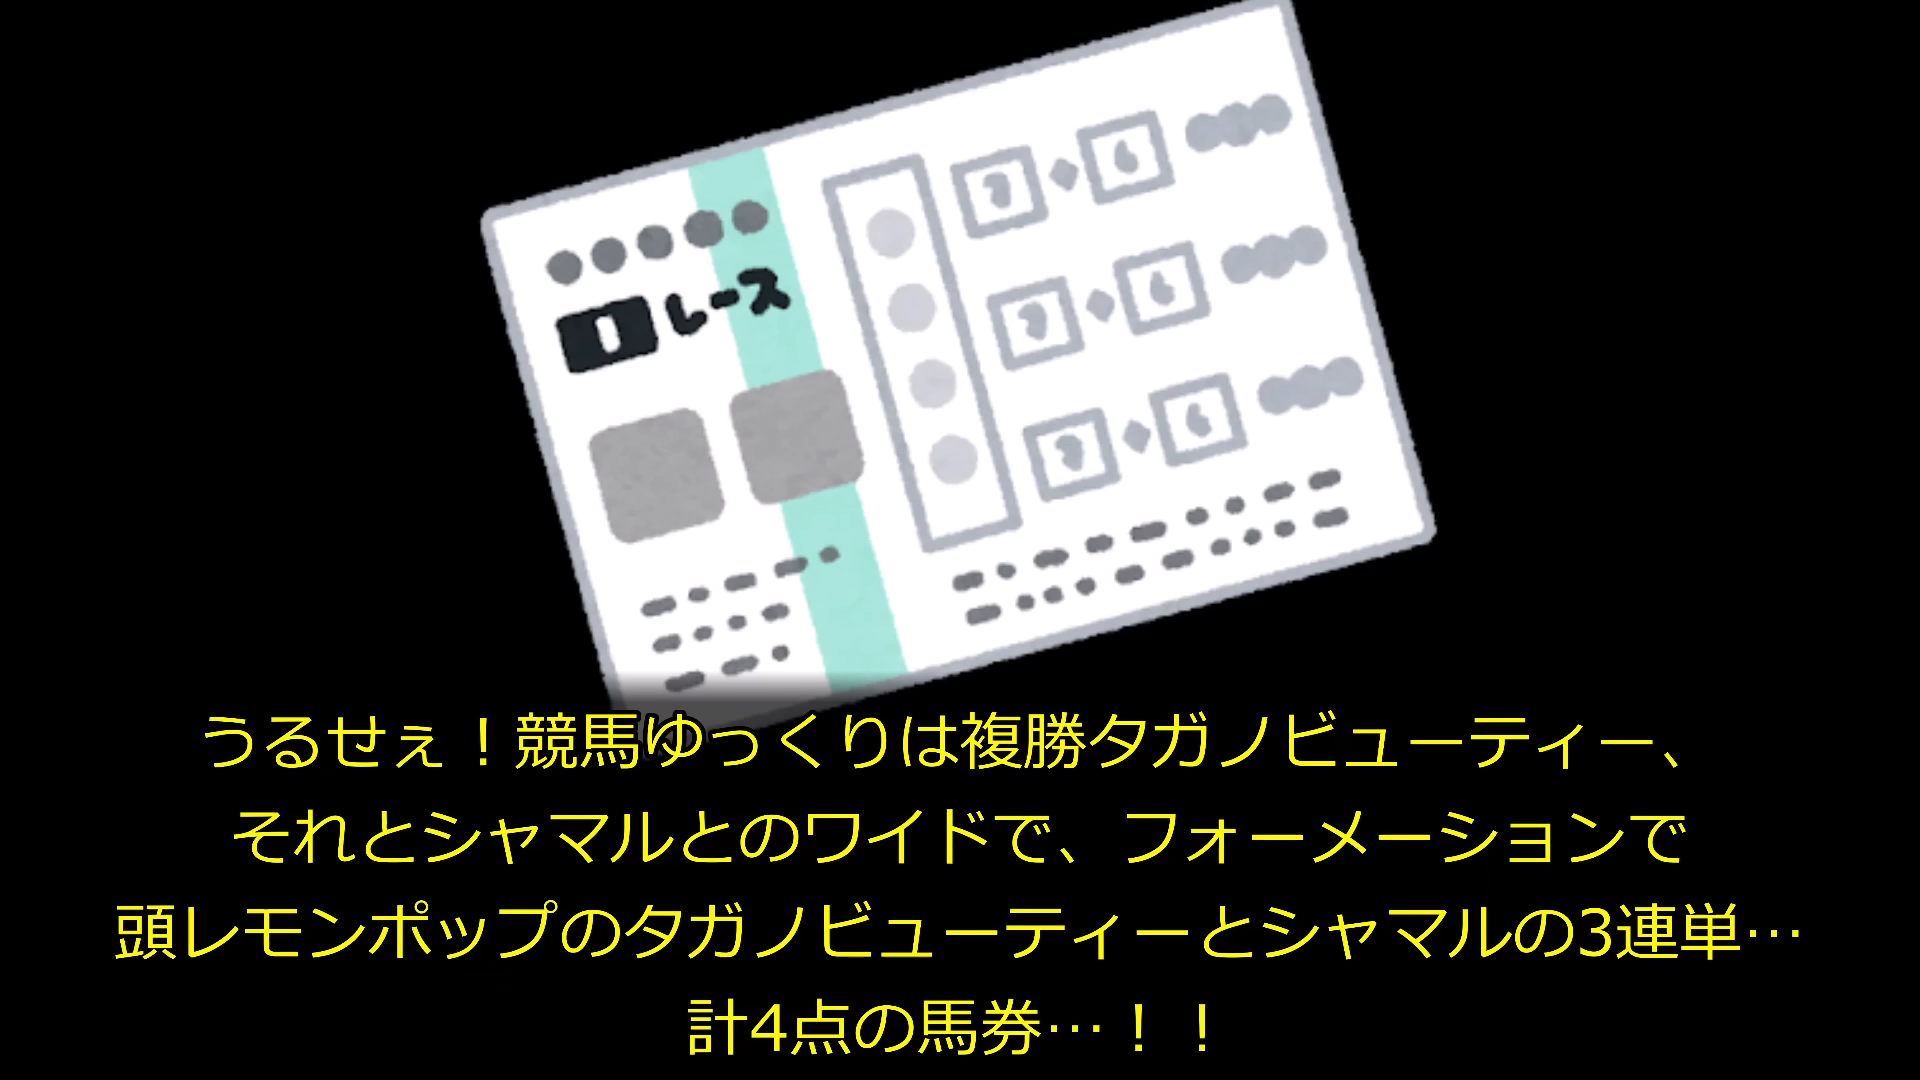 レース
うるせぇ！競馬ゆっくりは複勝タガノビューティー、
それとシャマルとのワイドで、フォーメーションで
頭レモンポップのタガノビューティーとシャマルの3連単…
計4点の馬券…！！